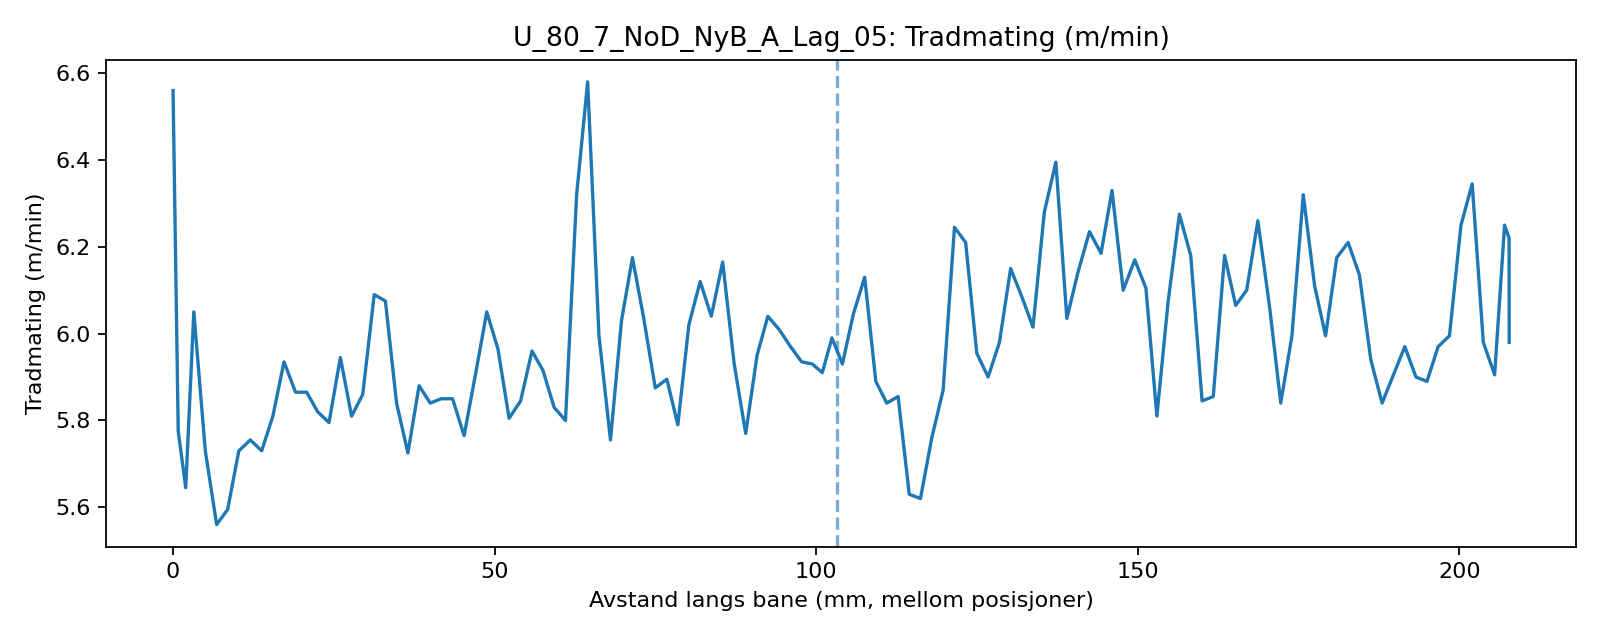 U_80_7_NoD_NyB_A_Lag_05: Tradmating (m/min)
Tradmating (m/min)
6.6
6.4
6.2
6.0
5.8
5.6
0 50 100 150 200
Avstand langs bane (mm, mellom posisjoner)